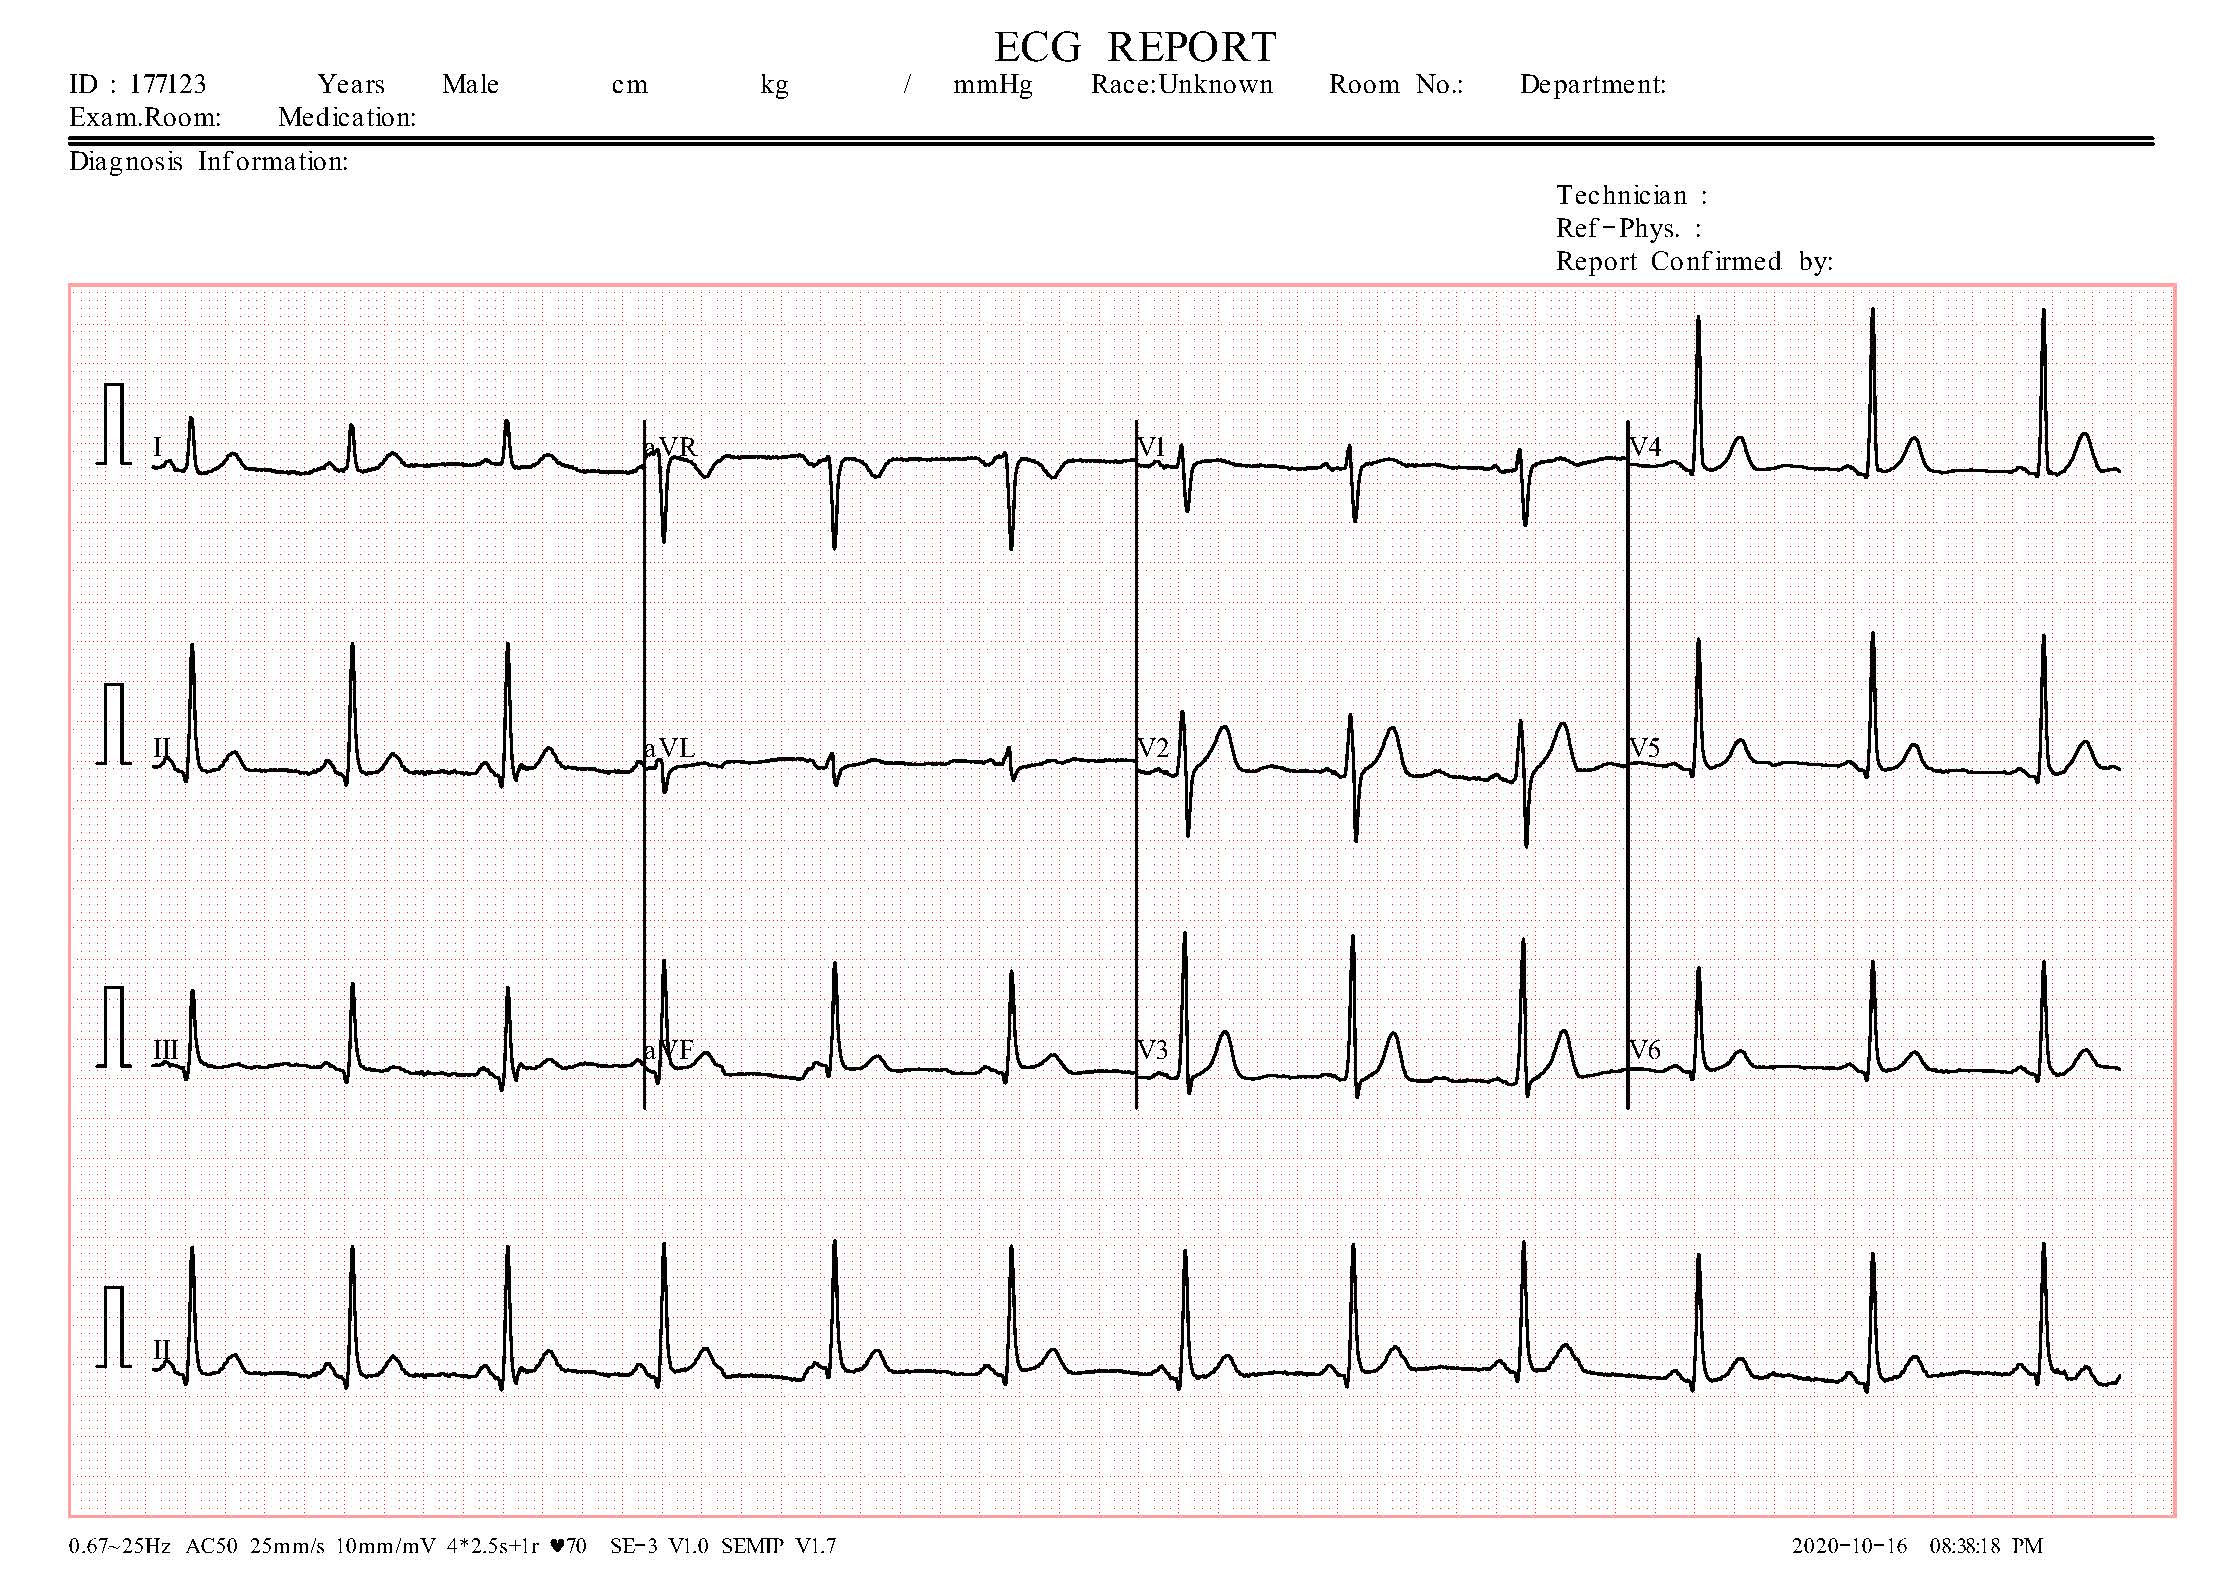 ECG REPORT
ID : 177123 Years Male cm kg / mmHg Race:Unknown Room No.: Department:
Exam.Room: Medication:
Diagnosis Information:
Technician :
Ref-Phys. :
Report Confirmed by:
I aVR V1 V4
II aVL V2 V5
III aVF V3 V6
II
0.67~25Hz AC50 25mm/s 10mm/mV 4*2.5s+1r ♥70 SE-3 V1.0 SEMIP V1.7 2020-10-16 08:38:18 PM